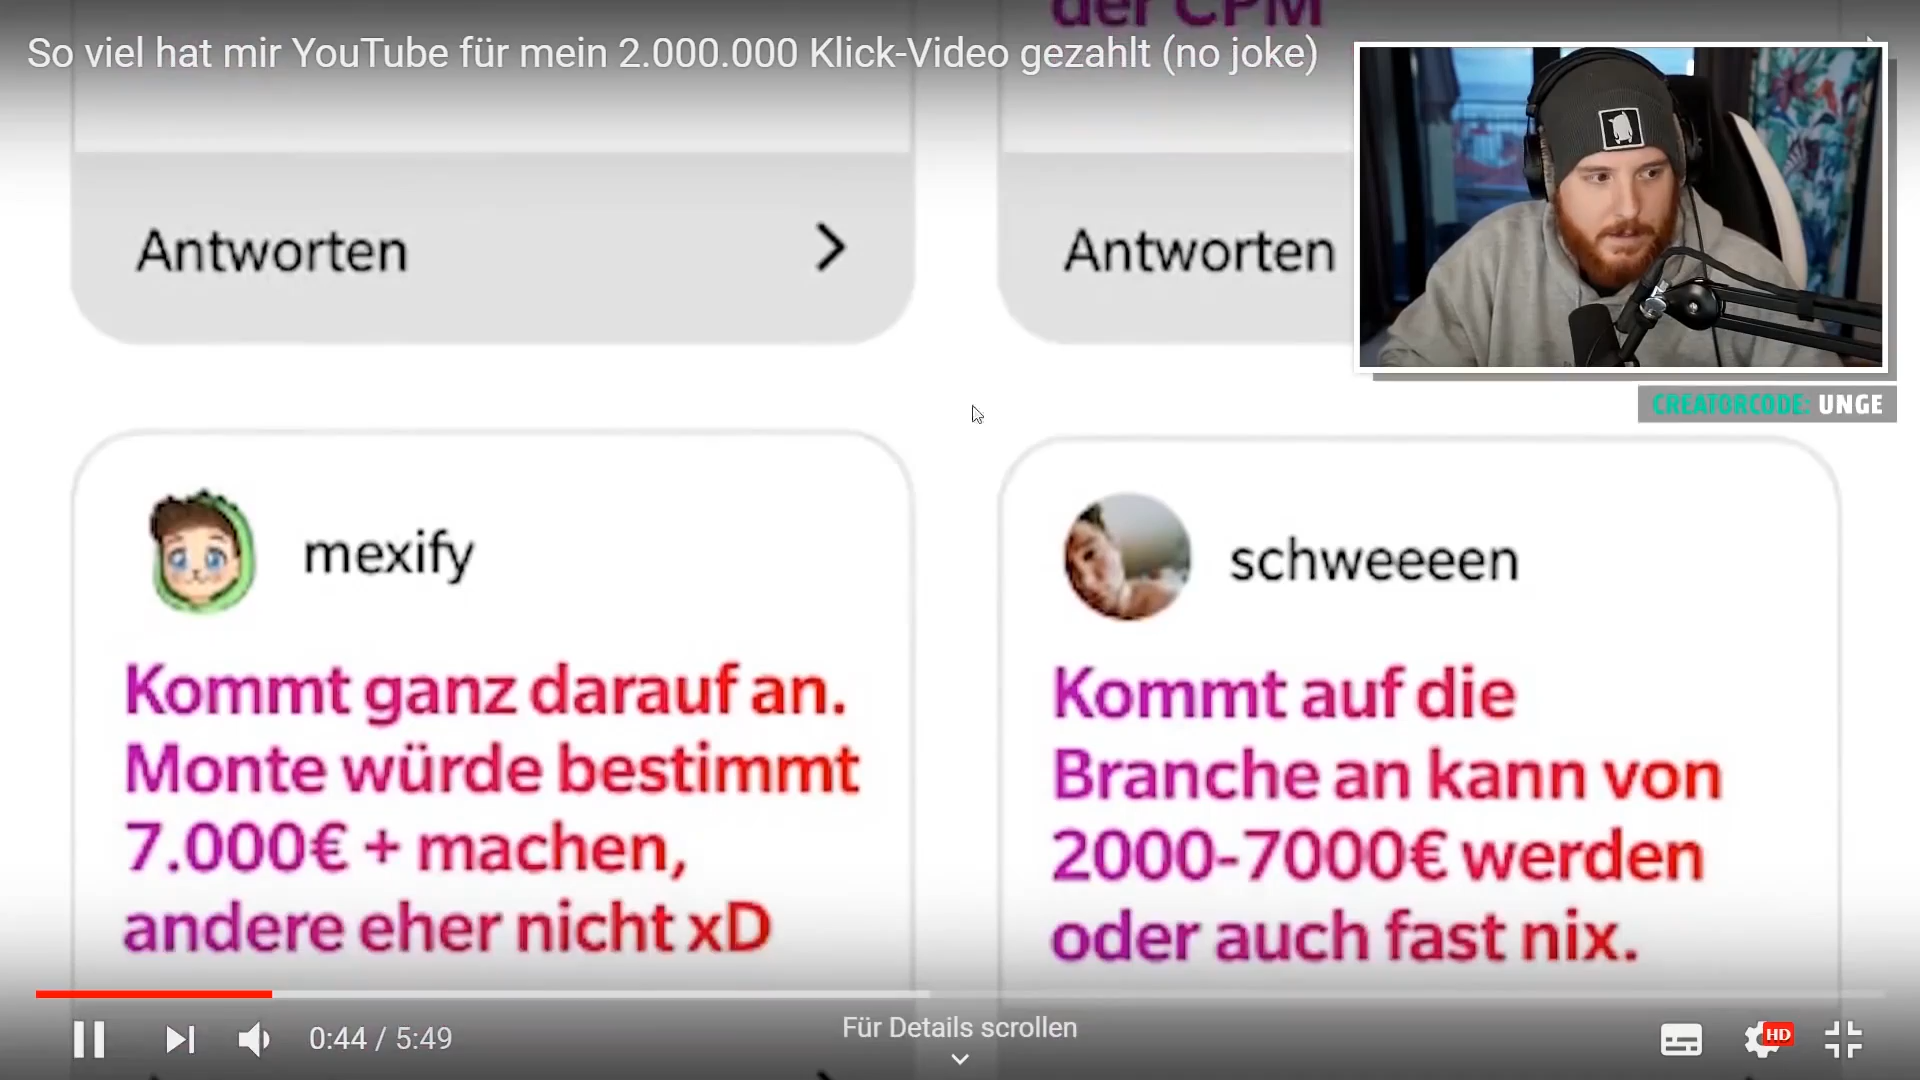 der CPM
So viel hat mir YouTube für mein 2.000.000 Klick-Video gezahlt (no joke)
Antworten
Antworten
CREATORCODE: UNGE
mexify
Kommt ganz darauf an.
Monte würde bestimmt
7.000€ + machen,
andere eher nicht xD
schweeeen
Kommt auf die
Branche an kann von
2000-7000€ werden
oder auch fast nix.
0:44 / 5:49
Für Details scrollen
HD